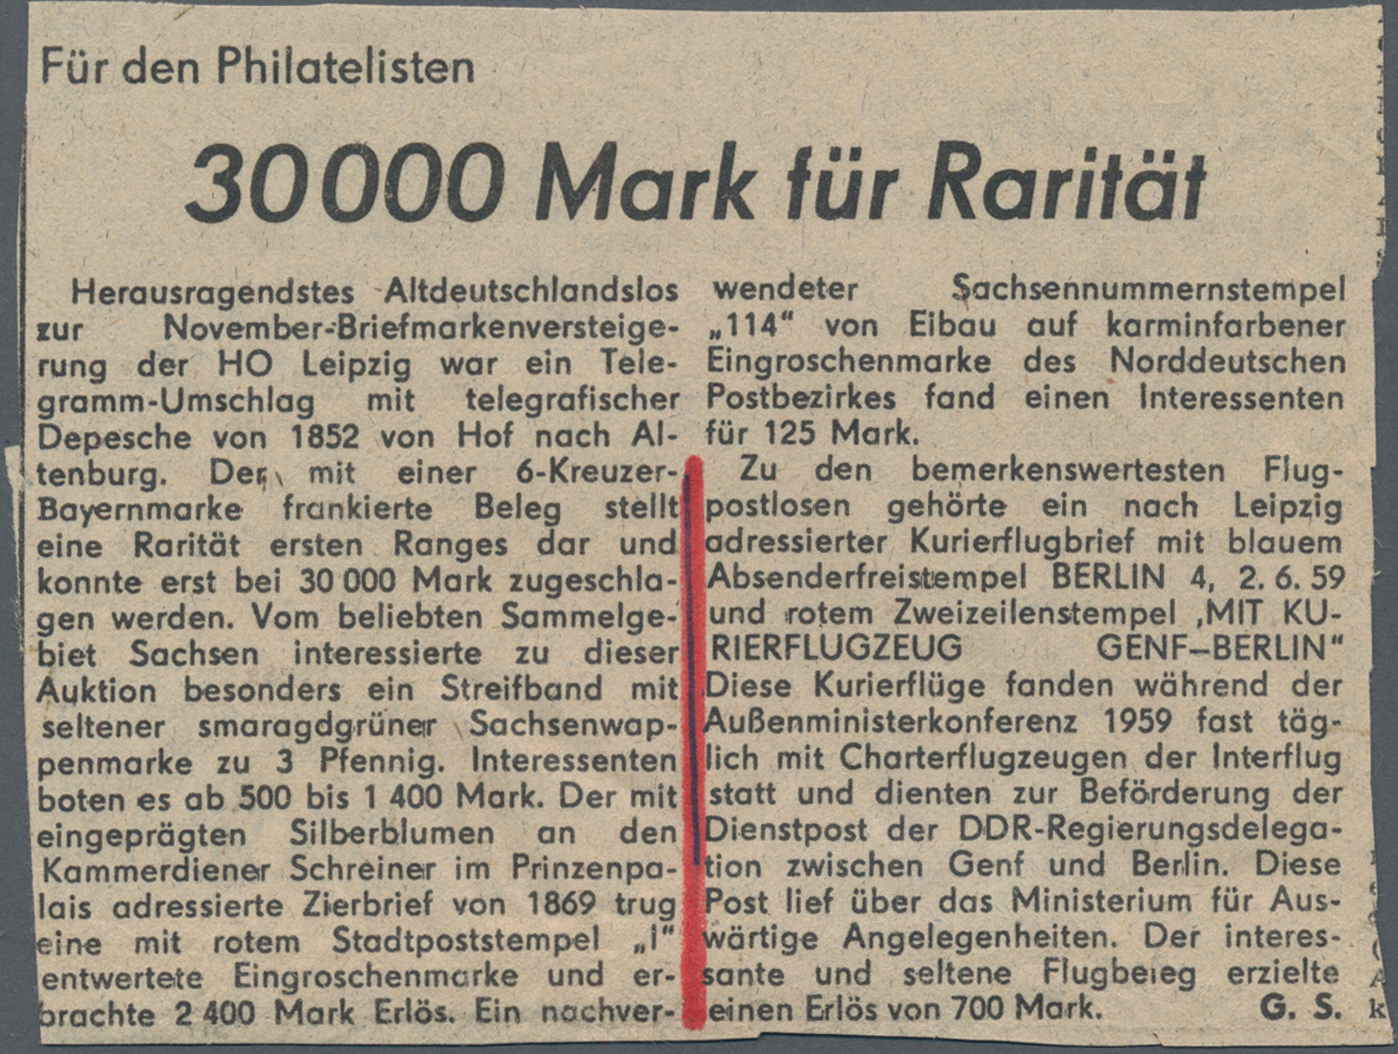 Für den Philatelisten
30 000 Mark für Rarität
Herausragendstes Altdeutschlandslos
zur November-Briefmarkenversteige-
rung der HO Leipzig war ein Tele-
gramm-Umschlag mit telegrafischer
Depesche von 1852 von Hof nach Al-
tenburg. Der mit einer 6-Kreuzer-
Bayernmarke frankierte Beleg stellt
eine Rarität ersten Ranges dar und
konnte erst bei 30 000 Mark zugeschla-
gen werden. Vom beliebten Sammelge-
biet Sachsen interessierte zu dieser
Auktion besonders ein Streifband mit
seltener smaragdgrüner Sachsenwap-
penmarke zu 3 Pfennig. Interessenten
boten es ab 500 bis 1 400 Mark. Der mit
eingeprägten Silberblumen an den
Kammerdiener Schreiner im Prinzenpa-
lais adressierte Zierbrief von 1869 trug
eine mit rotem Stadtpoststempel „I“
entwertete Eingroschenmarke und er-
brachte 2 400 Mark Erlös. Ein nachver-
wendeter Sachsennummernstempel
„114“ von Eibau auf karminfarbener
Eingroschenmarke des Norddeutschen
Postbezirkes fand einen Interessenten
für 125 Mark.
Zu den bemerkenswertesten Flug-
postlosen gehörte ein nach Leipzig
adressierter Kurierflugbrief mit blauem
Absenderfreistempel BERLIN 4, 2. 6. 59
und rotem Zweizeilenstempel ‚MIT KU-
RIERFLUGZEUG GENF—BERLIN“
Diese Kurierflüge fanden während der
Außenministerkonferenz 1959 fast täg-
lich mit Charterflugzeugen der Interflug
statt und dienten zur Beförderung der
Dienstpost der DDR-Regierungsdelega-
tion zwischen Genf und Berlin. Diese
Post lief über das Ministerium für Aus-
wärtige Angelegenheiten. Der interes-
sante und seltene Flugbeleg erzielte
einen Erlös von 700 Mark. G. S.